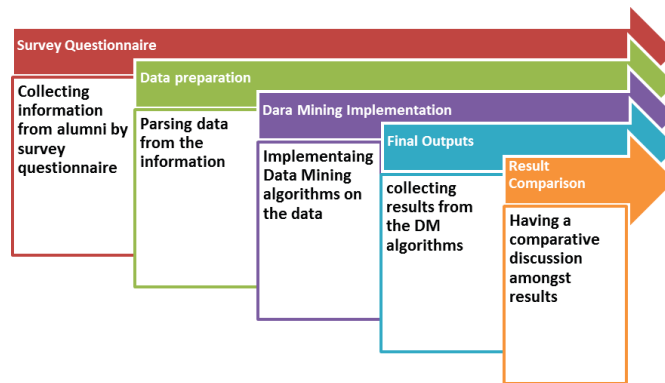 Survey Questionnaire
Collecting
information
from alumni by
survey
questionnaire
Data preparation
Parsing data
from the
information
Dara Mining Implementation
Implementaing
Data Mining
algorithms on
the data
Final Outputs
collecting
results from
the DM
algorithms
Result
Comparison
Having a
comparative
discussion
amongst
results